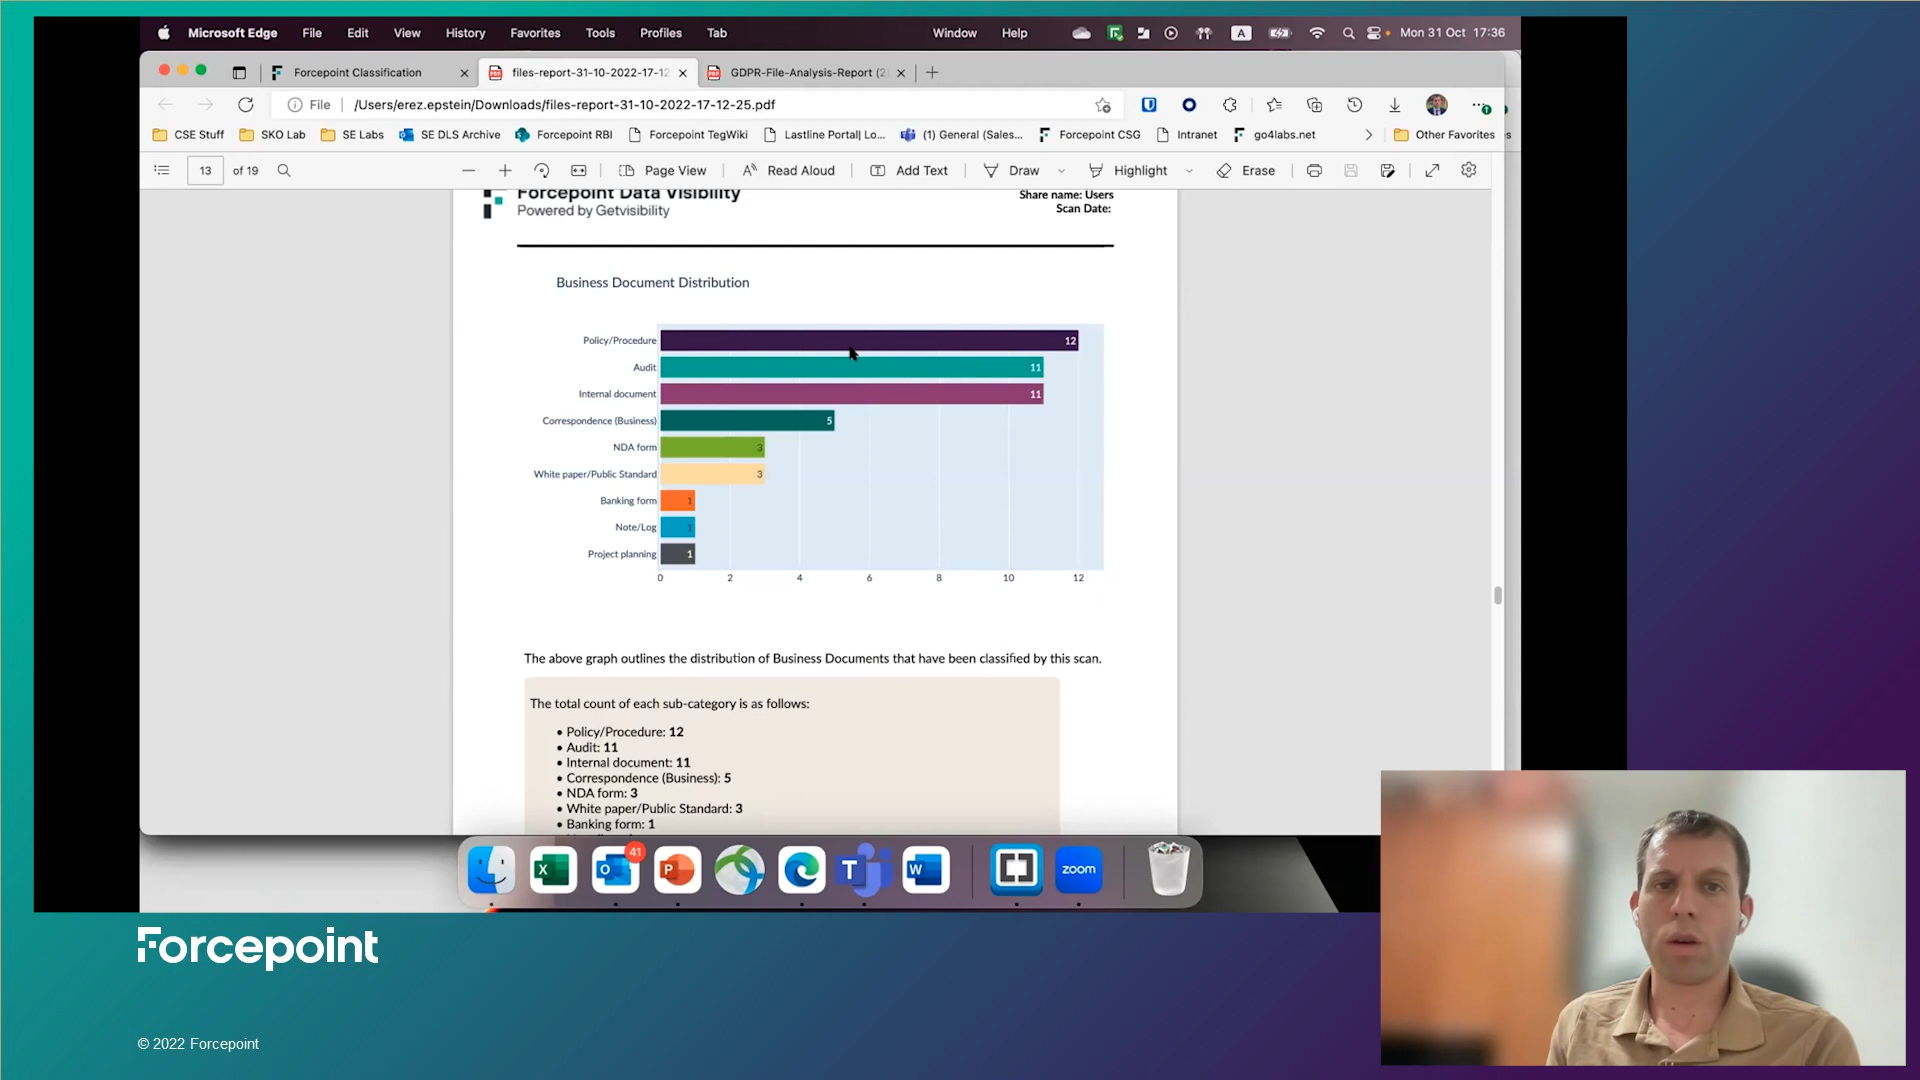 Microsoft Edge File Edit View History Favorites Tools Profiles Tab Window Help A Mon 31 Oct 17:36
Forcepoint Classification files-report-31-10-2022-17-12 GDPR-File-Analysis-Report (2
File /Users/erez.epstein/Downloads/files-report-31-10-2022-17-12-25.pdf
CSE Stuff SKO Lab SE Labs SE DLS Archive Forcepoint RBI Forcepoint TegWiki Lastline Portal| Lo... (1) General (Sales... Forcepoint CSG Intranet go4labs.net Other Favorites
13 of 19 Page View Read Aloud Add Text Draw Highlight Erase
Forcepoint Data Visibility
Powered by Getvisibility
Share name: Users
Scan Date:
Business Document Distribution
Policy/Procedure 12
Audit 11
Internal document 11
Correspondence (Business) 5
NDA form 3
White paper/Public Standard 3
Banking form 1
Note/Log 1
Project planning 1
0 2 4 6 8 10 12
The above graph outlines the distribution of Business Documents that have been classified by this scan.
The total count of each sub-category is as follows:
• Policy/Procedure: 12
• Audit: 11
• Internal document: 11
• Correspondence (Business): 5
• NDA form: 3
• White paper/Public Standard: 3
• Banking form: 1
41
X O P T W zoom
Forcepoint
© 2022 Forcepoint